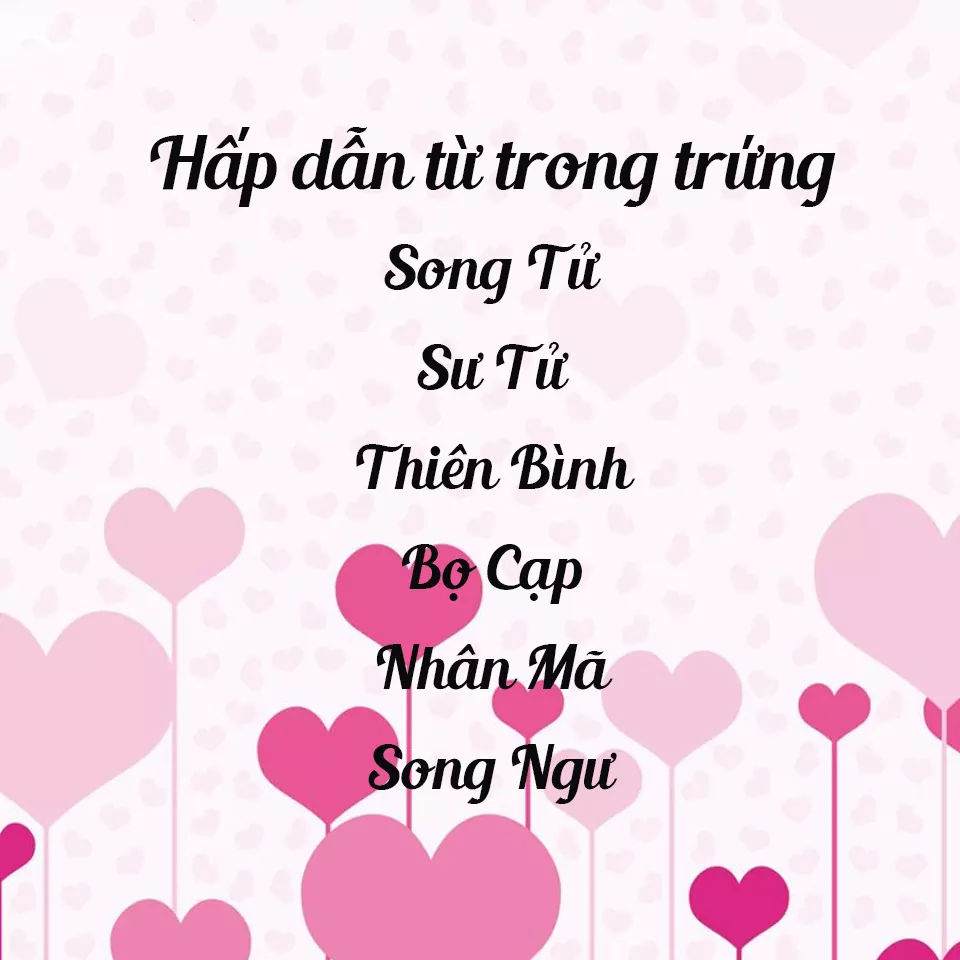 Hấp dẫn từ trong trứng
Song Tử
Sư Tử
Thiên Bình
Bọ Cạp
Nhân Mã
Song Ngư